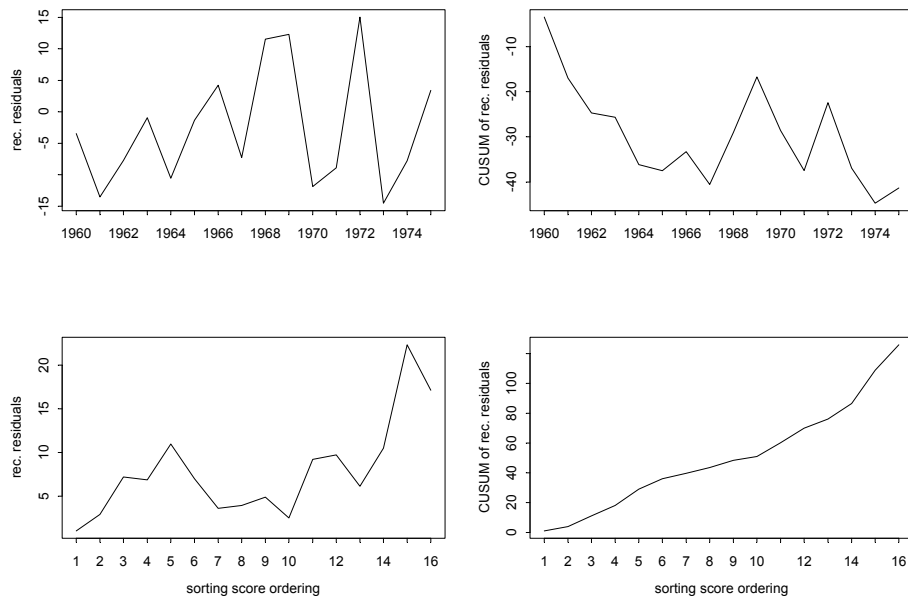 rec. residuals
15
10
5
0
-5
-15
1960 1962 1964 1966 1968 1970 1972 1974
CUSUM of rec. residuals
-10
-20
-30
-40
1960 1962 1964 1966 1968 1970 1972 1974
rec. residuals
20
15
10
5
1 2 3 4 5 6 7 8 9 10 12 14 16
sorting score ordering
CUSUM of rec. residuals
100
80
60
40
20
0
1 2 3 4 5 6 7 8 9 10 12 14 16
sorting score ordering